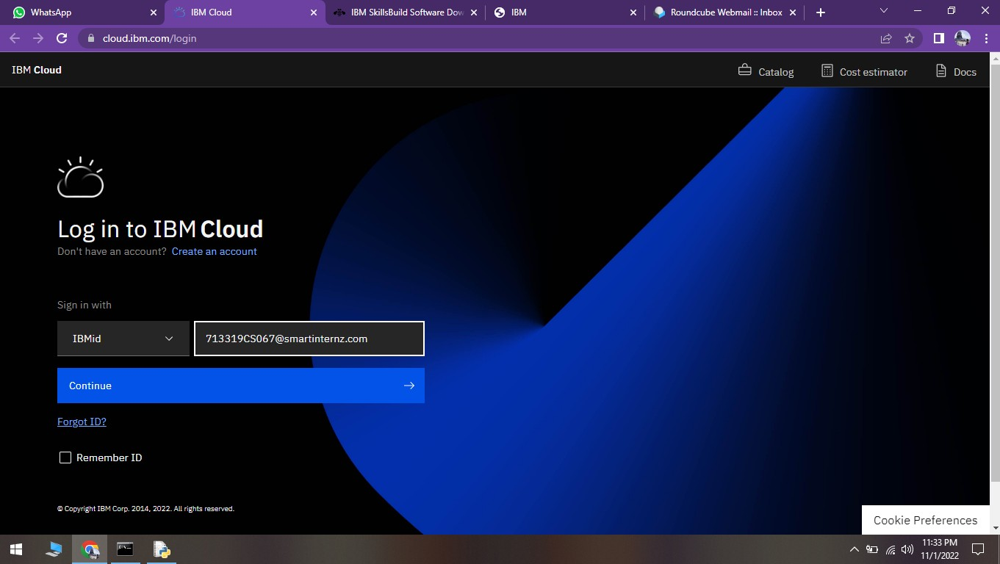 WhatsApp
IBM Cloud
IBM SkillsBuild Software Dow
IBM
Roundcube Webmail :: Inbox
cloud.ibm.com/login
IBM Cloud
Catalog
Cost estimator
Docs
Log in to IBM Cloud
Don't have an account? Create an account
Sign in with
IBMid
713319CS067@smartinternz.com
Continue
Forgot ID?
Remember ID
© Copyright IBM Corp. 2014, 2022. All rights reserved.
Cookie Preferences
11:33 PM
11/1/2022